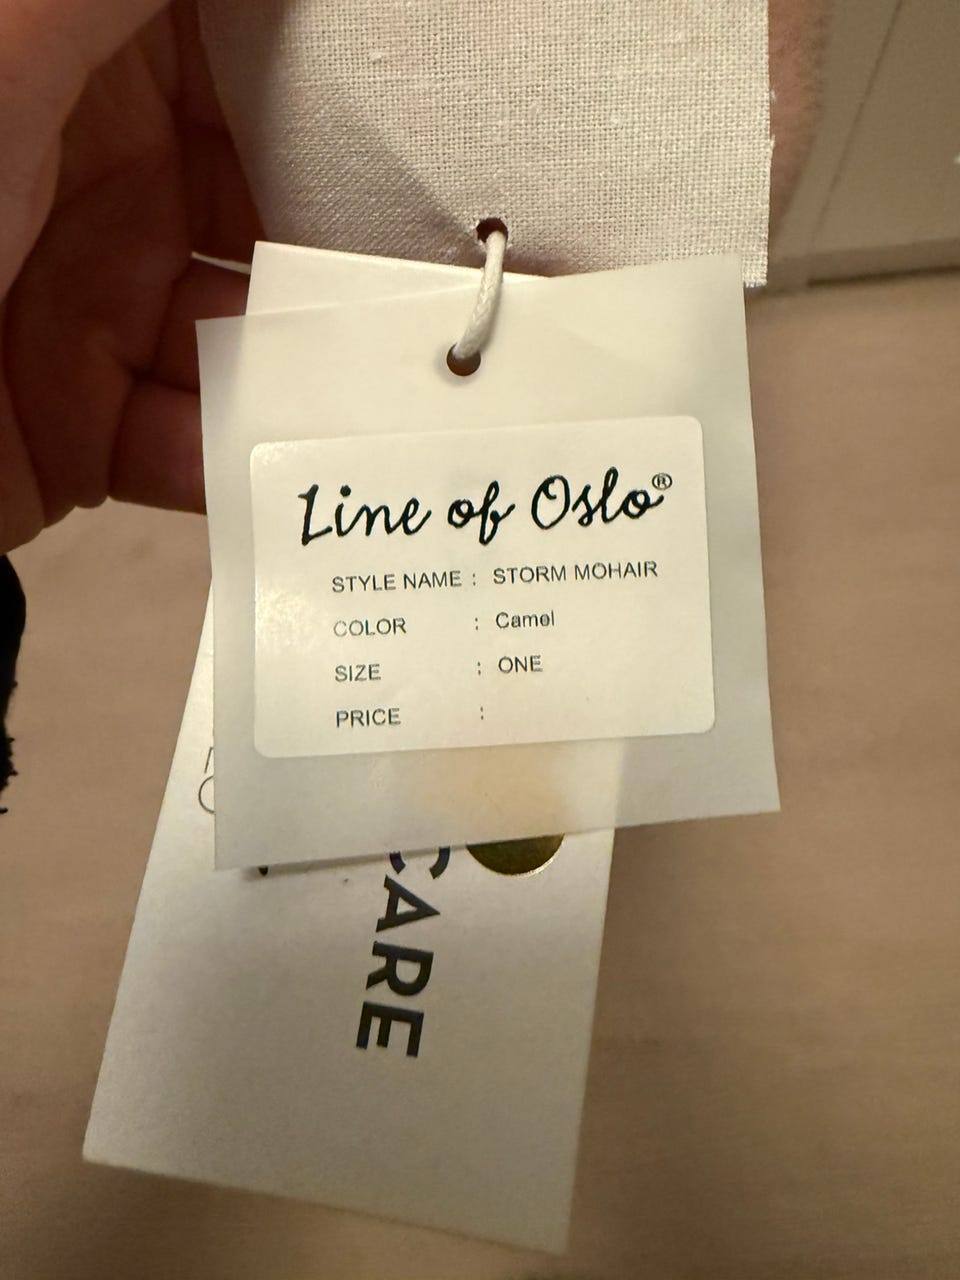 Line of Oslo®
STYLE NAME : STORM MOHAIR
COLOR : Camel
SIZE : ONE
PRICE :
CARE